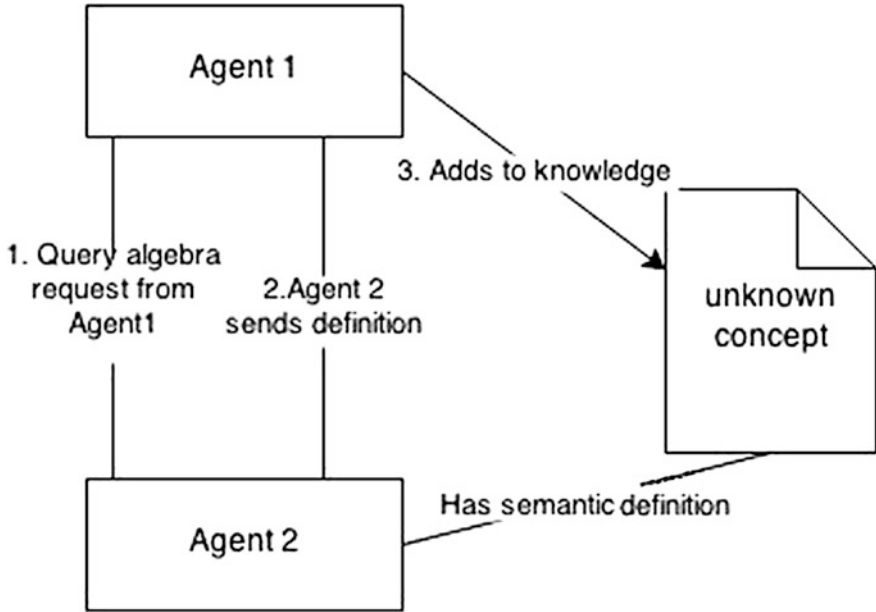 Agent 1
3. Adds to knowledge
1. Query algebra
request from
Agent1
2.Agent 2
sends definition
unknown
concept
Has semantic definition
Agent 2